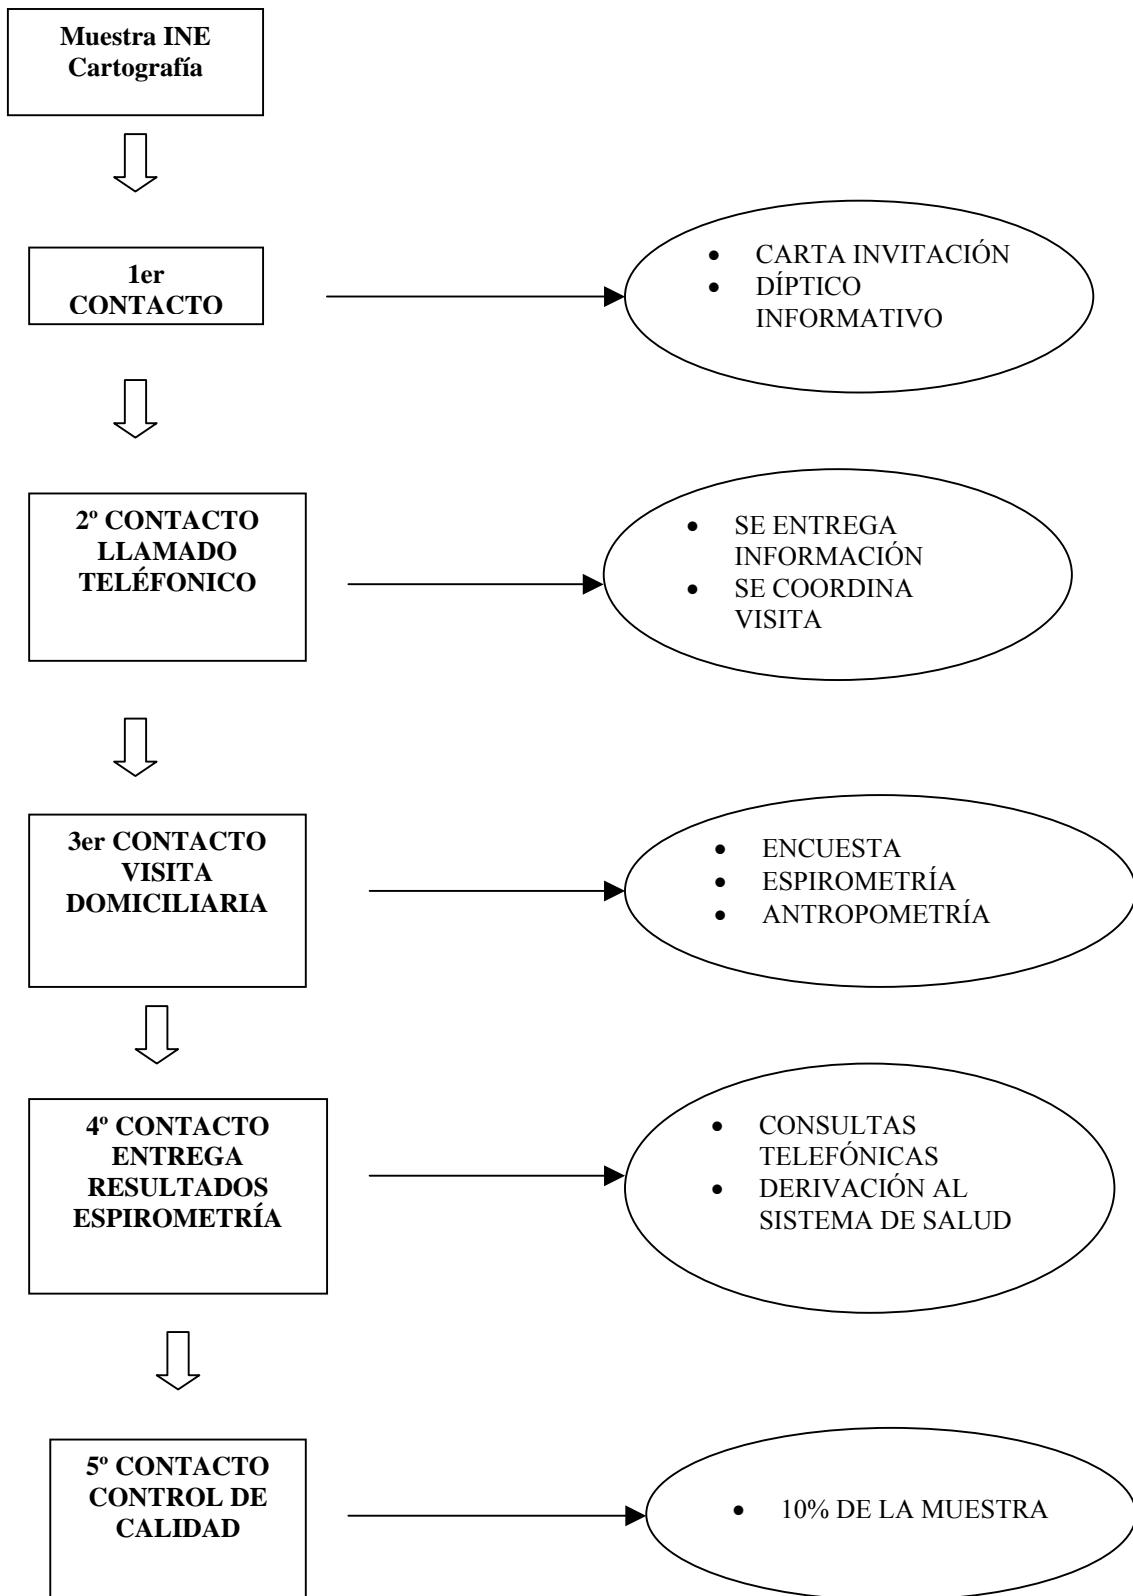 Muestra INE
Cartografía
1er
CONTACTO
• CARTA INVITACIÓN
• DÍPTICO
INFORMATIVO
2º CONTACTO
LLAMADO
TELÉFONICO
• SE ENTREGA
INFORMACIÓN
• SE COORDINA
VISITA
3er CONTACTO
VISITA
DOMICILIARIA
• ENCUESTA
• ESPIROMETRÍA
• ANTROPOMETRÍA
4º CONTACTO
ENTREGA
RESULTADOS
ESPIROMETRÍA
• CONSULTAS
TELEFÓNICAS
• DERIVACIÓN AL
SISTEMA DE SALUD
5º CONTACTO
CONTROL DE
CALIDAD
• 10% DE LA MUESTRA